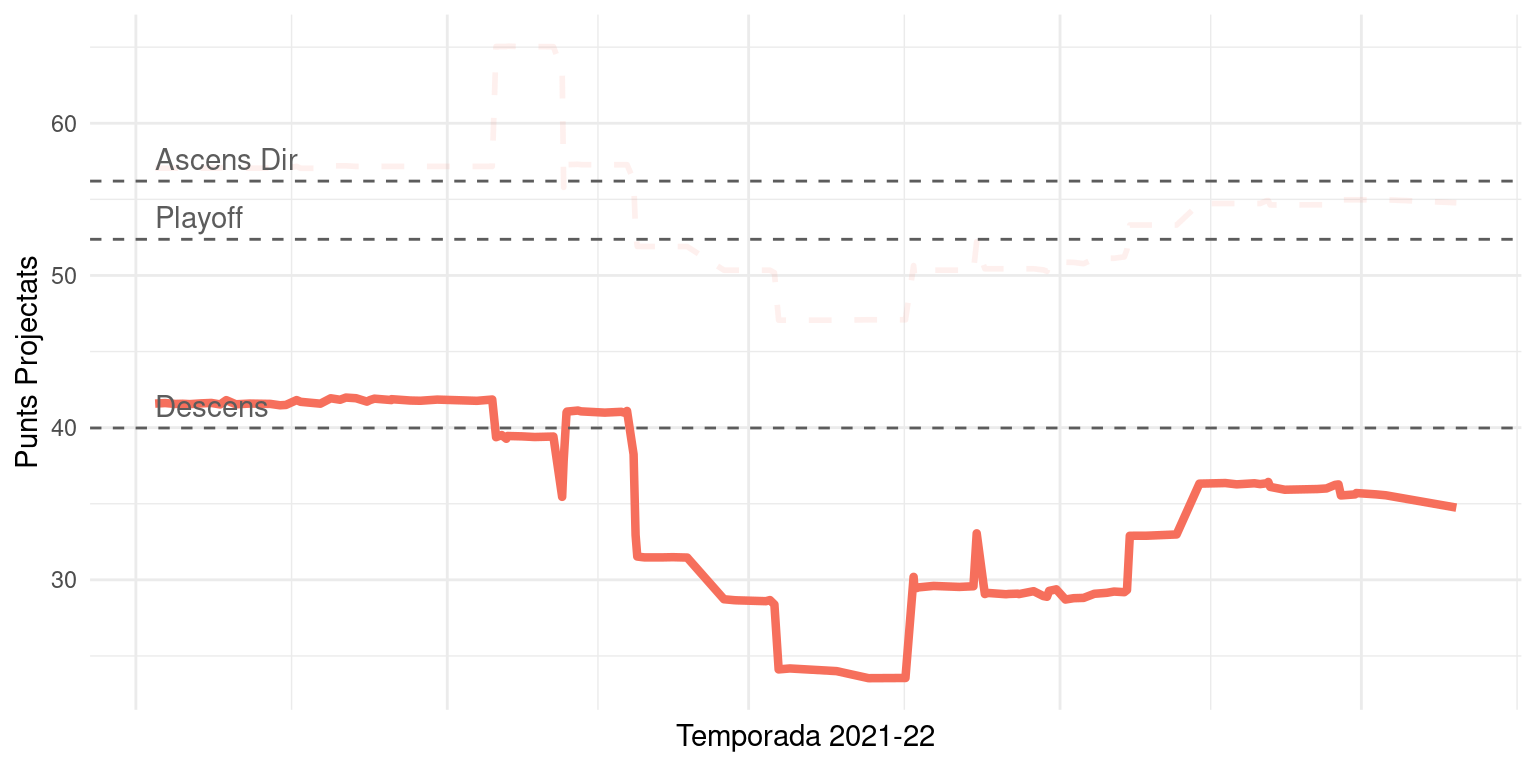 60
Ascens Dir
Playoff
50
Punts Projectats
Descens
40
30
Temporada 2021-22